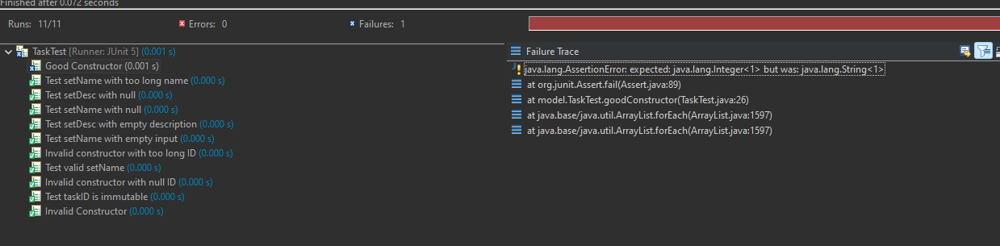 Finished after 0.072 seconds
Runs: 11/11 Errors: 0 Failures: 1
TaskTest [Runner: JUnit 5] (0.001 s)
Good Constructor (0.001 s)
Test setName with too long name (0.000 s)
Test setDesc with null (0.000 s)
Test setName with null (0.000 s)
Test setDesc with empty description (0.000 s)
Test setName with empty input (0.000 s)
Invalid constructor with too long ID (0.000 s)
Test valid setName (0.000 s)
Invalid constructor with null ID (0.000 s)
Test taskID is immutable (0.000 s)
Invalid Constructor (0.000 s)
Failure Trace
java.lang.AssertionError: expected: java.lang.Integer<1> but was: java.lang.String<1>
at org.junit.Assert.fail(Assert.java:89)
at model.TaskTest.goodConstructor(TaskTest.java:26)
at java.base/java.util.ArrayList.forEach(ArrayList.java:1597)
at java.base/java.util.ArrayList.forEach(ArrayList.java:1597)